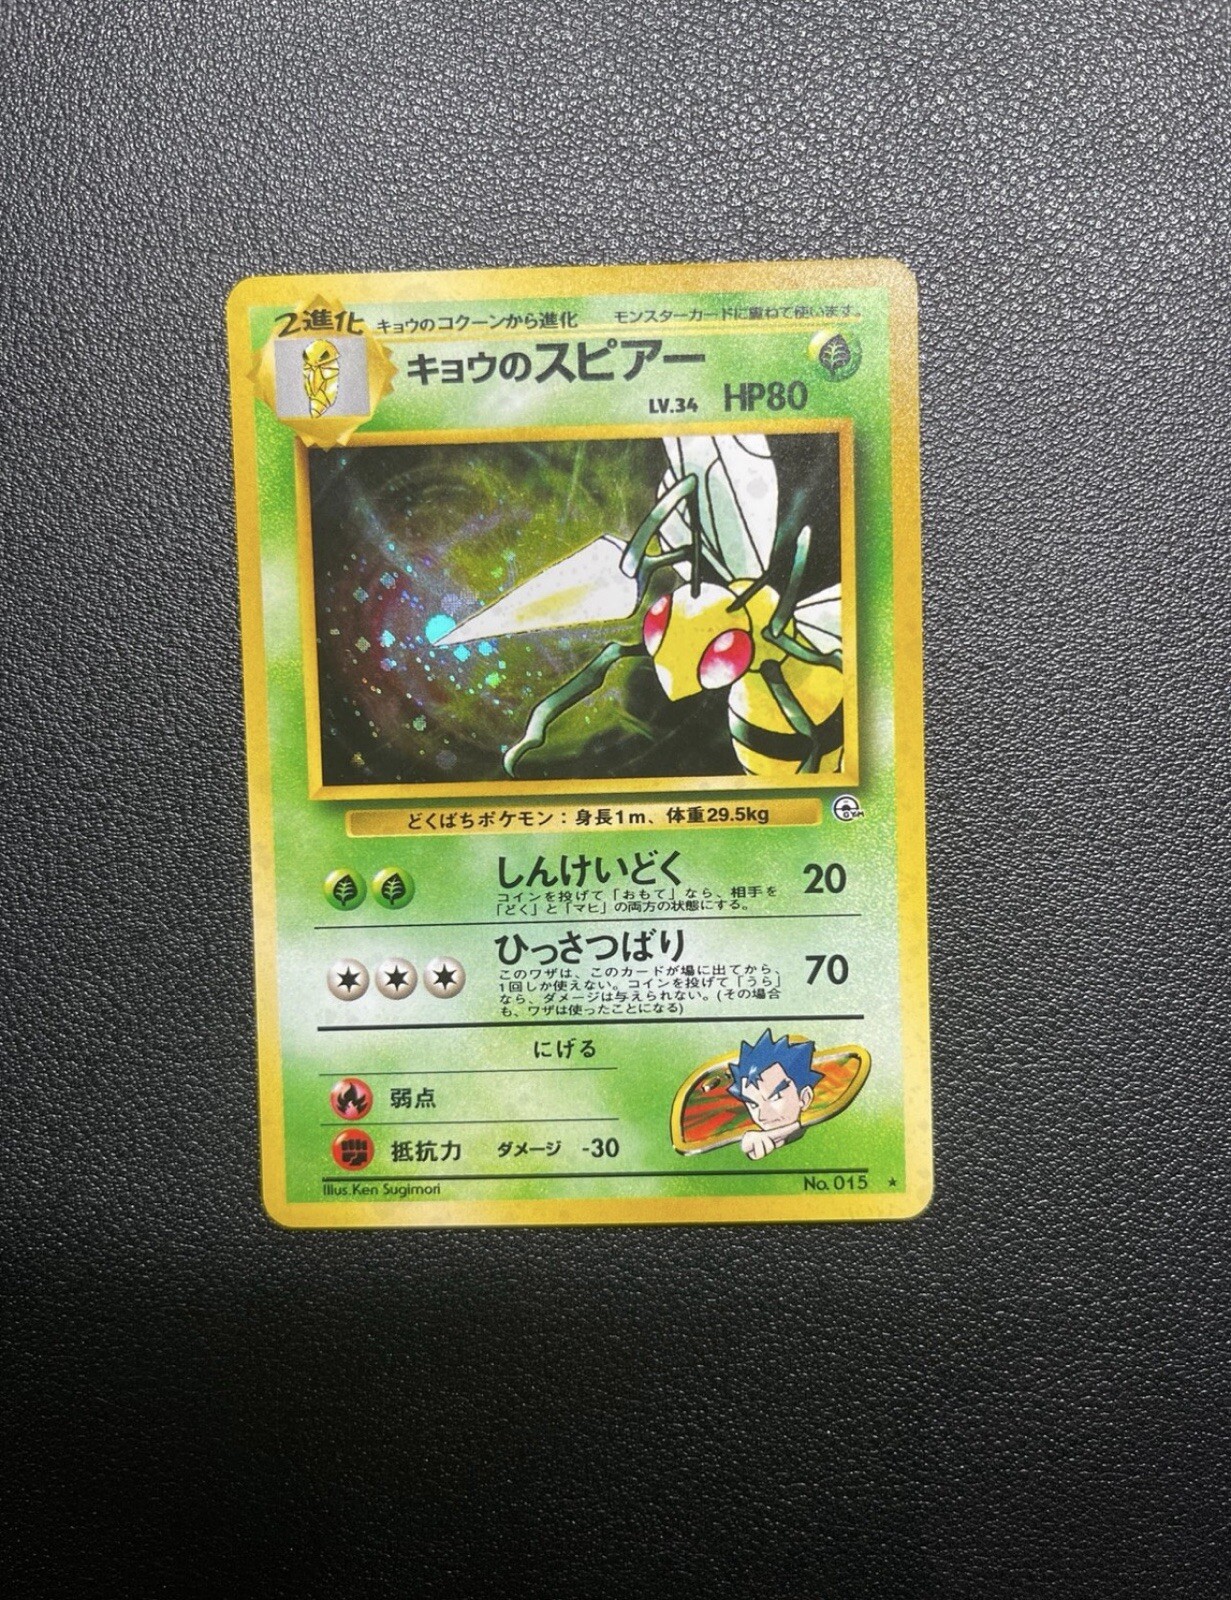 2進化 キョウのコクーンから進化 モンスターカードに重ねて使います。
キョウのスピアー
LV.34 HP80
どくばちポケモン：身長1m、体重29.5kg
GYM
しんけいどく 20
コインを投げて「おもて」なら、相手を
「どく」と「マヒ」の両方の状態にする。
ひっさつばり 70
このワザは、このカードが場に出てから、
1回しか使えない。コインを投げて「うら」
なら、ダメージは与えられない。(その場合
も、ワザは使ったことになる)
にげる
弱点
抵抗力 ダメージ -30
Illus.Ken Sugimori No.015 ★